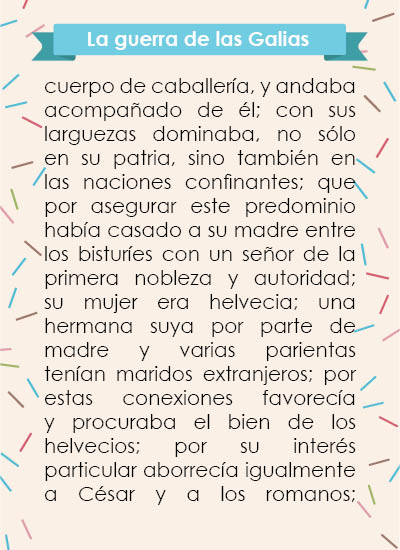 La guerra de las Galias
cuerpo de caballería, y andaba
acompañado de él; con sus
larguezas dominaba, no sólo
en su patria, sino también en
las naciones confinantes; que
por asegurar este predominio
había casado a su madre entre
los bisturíes con un señor de la
primera nobleza y autoridad;
su mujer era helvecia; una
hermana suya por parte de
madre y varias parientas
tenían maridos extranjeros; por
estas conexiones favorecía
y procuraba el bien de los
helvecios; por su interés
particular aborrecía igualmente
a César y a los romanos;